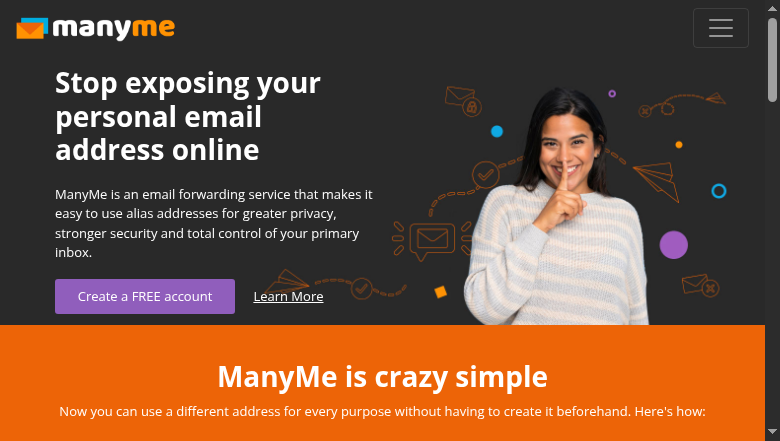 manyme
Stop exposing your
personal email
address online
ManyMe is an email forwarding service that makes it
easy to use alias addresses for greater privacy,
stronger security and total control of your primary
inbox.
Create a FREE account
Learn More
ManyMe is crazy simple
Now you can use a different address for every purpose without having to create it beforehand. Here's how: